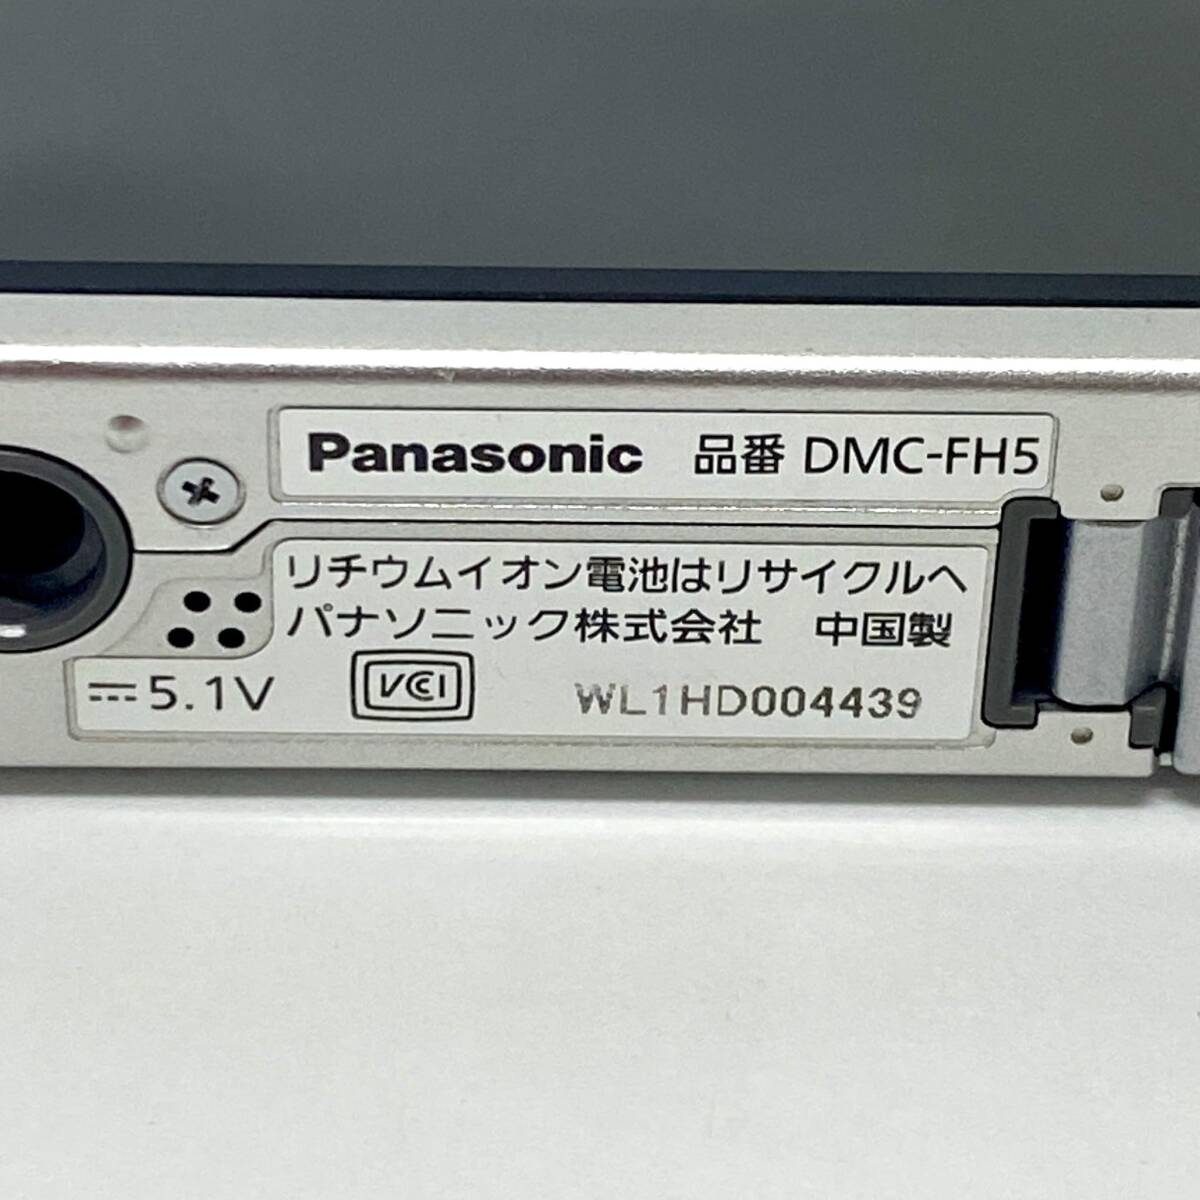 Panasonic 品番 DMC-FH5
リチウムイオン電池はリサイクルへ
パナソニック株式会社 中国製
⎓5.1V VCCI WL1HD004439